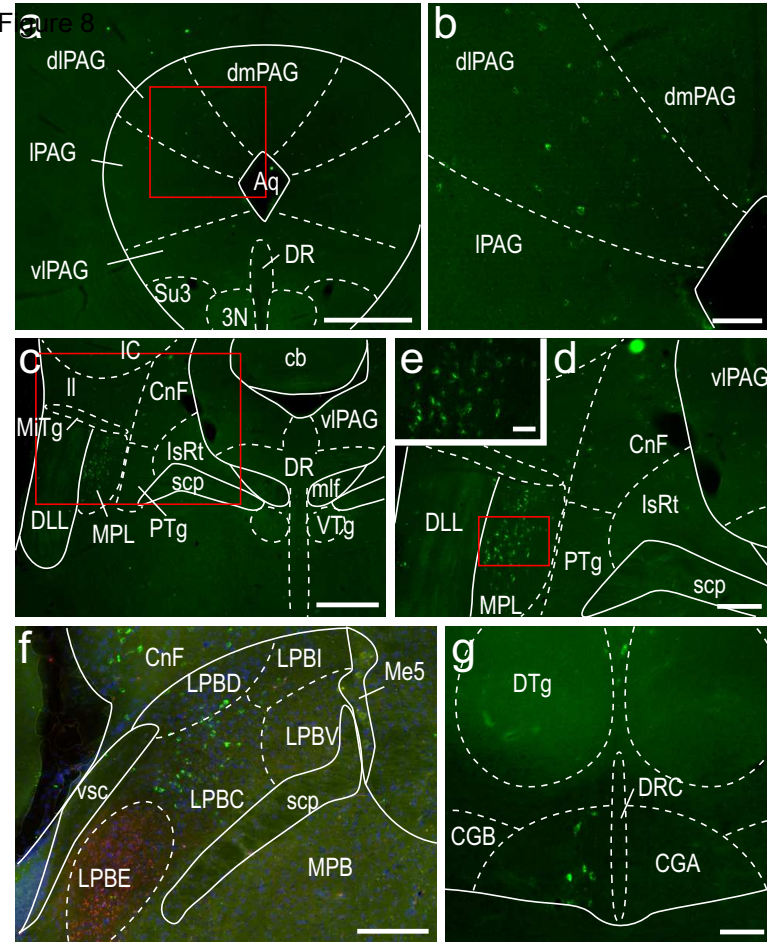 Figure 8
a
dlPAG
dmPAG
lPAG
Aq
vlPAG
DR
Su3
3N
b
dlPAG
dmPAG
lPAG
c
IC
cb
ll
CnF
MiTg
vlPAG
IsRt
DR
scp
mlf
DLL
MPL
PTg
VTg
e
d
vlPAG
CnF
IsRt
DLL
PTg
scp
MPL
f
CnF
LPBI
LPBD
Me5
LPBV
vsc
LPBC
scp
LPBE
MPB
g
DTg
DRC
CGB
CGA